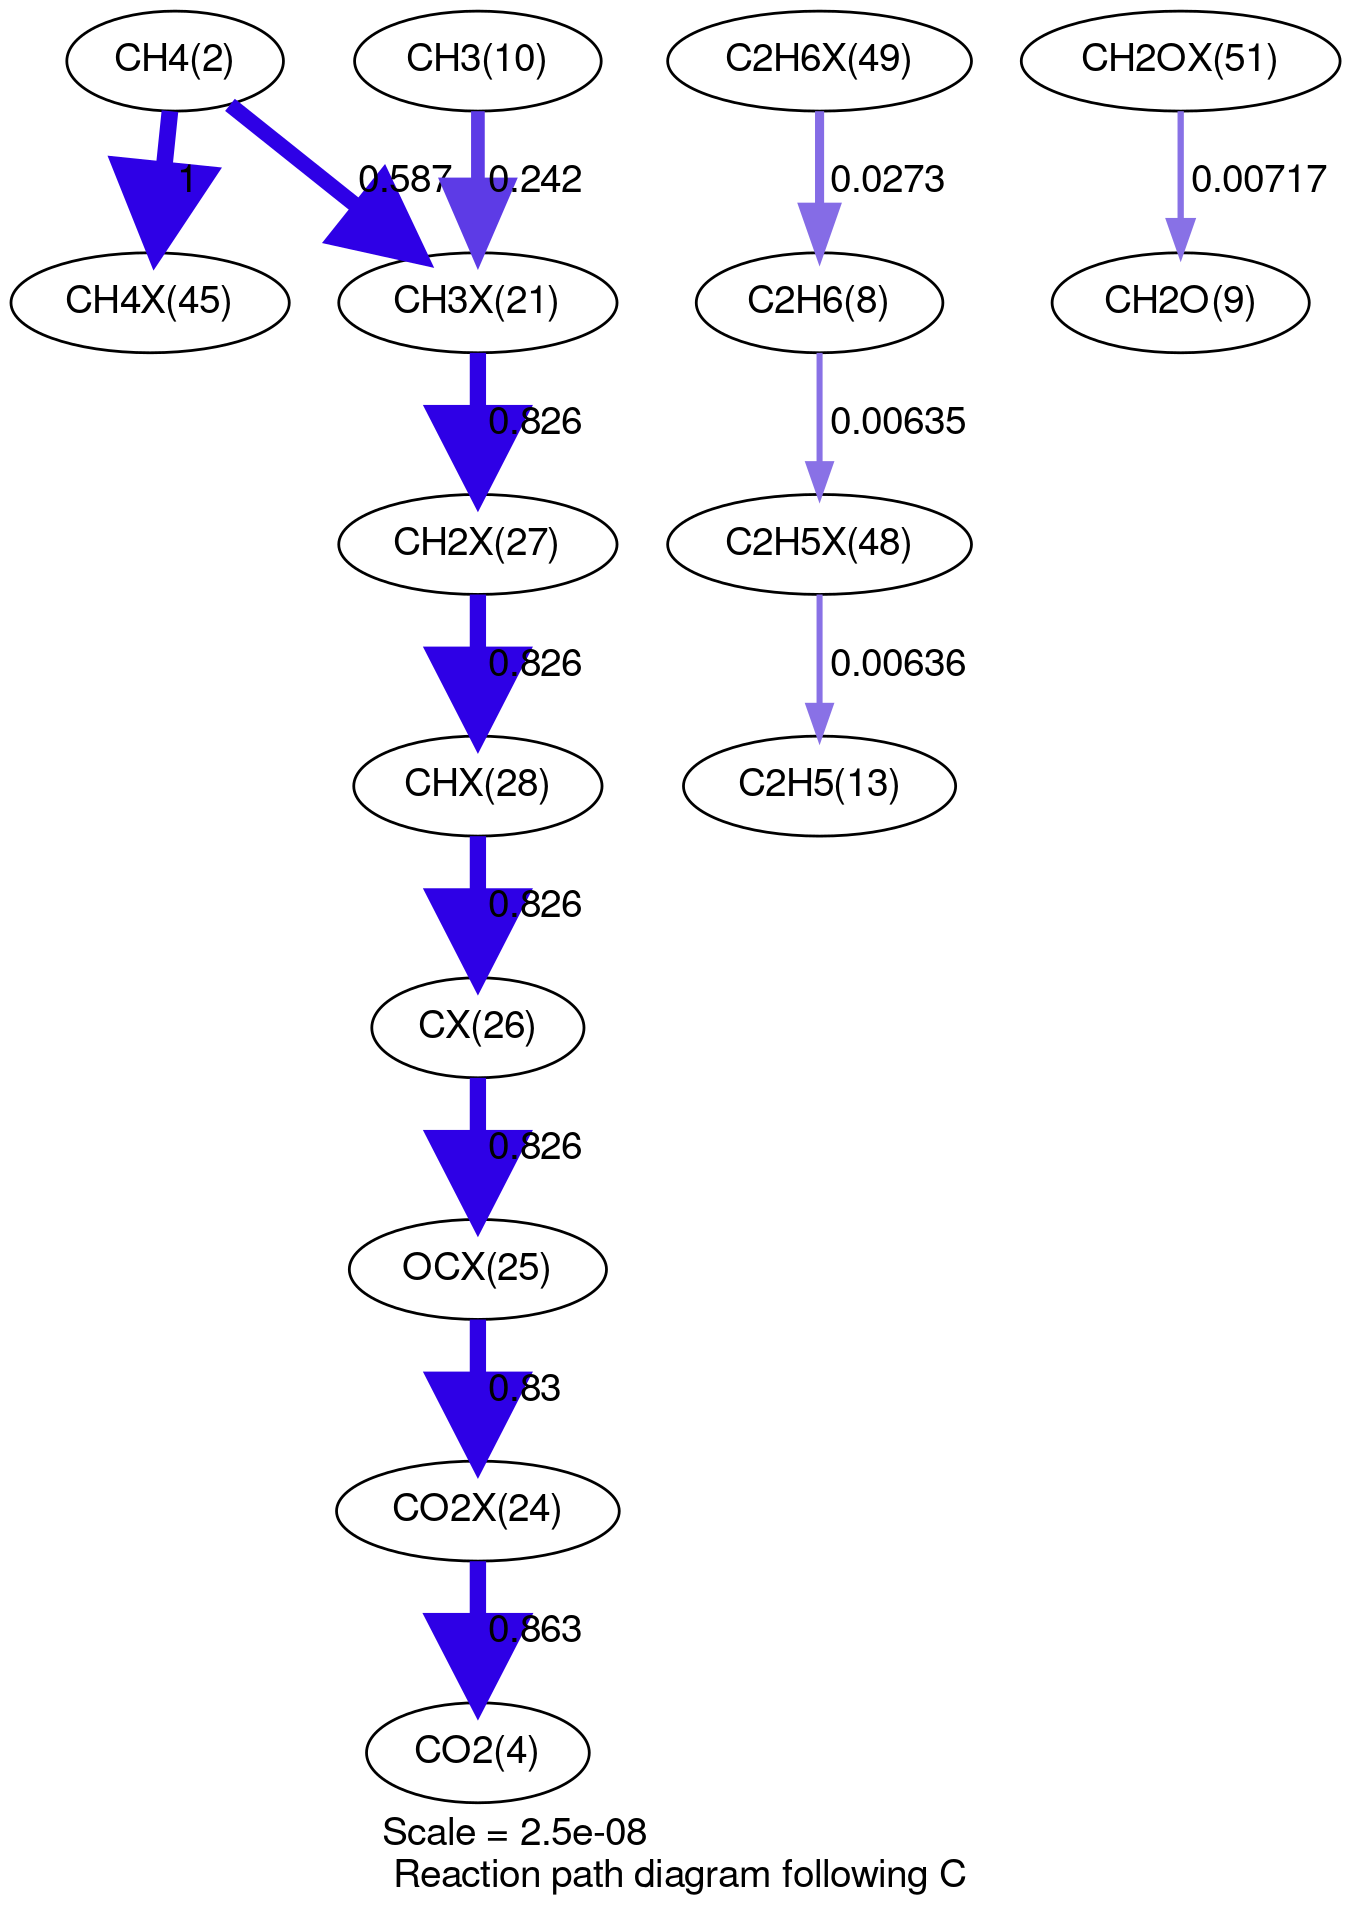 CH4(2)
CH3(10)
C2H6X(49)
CH2OX(51)
1
0.587
0.242
0.0273
0.00717
CH4X(45)
CH3X(21)
C2H6(8)
CH2O(9)
0.826
0.00635
CH2X(27)
C2H5X(48)
0.826
0.00636
CHX(28)
C2H5(13)
0.826
CX(26)
0.826
OCX(25)
0.83
CO2X(24)
0.863
CO2(4)
Scale = 2.5e-08
Reaction path diagram following C